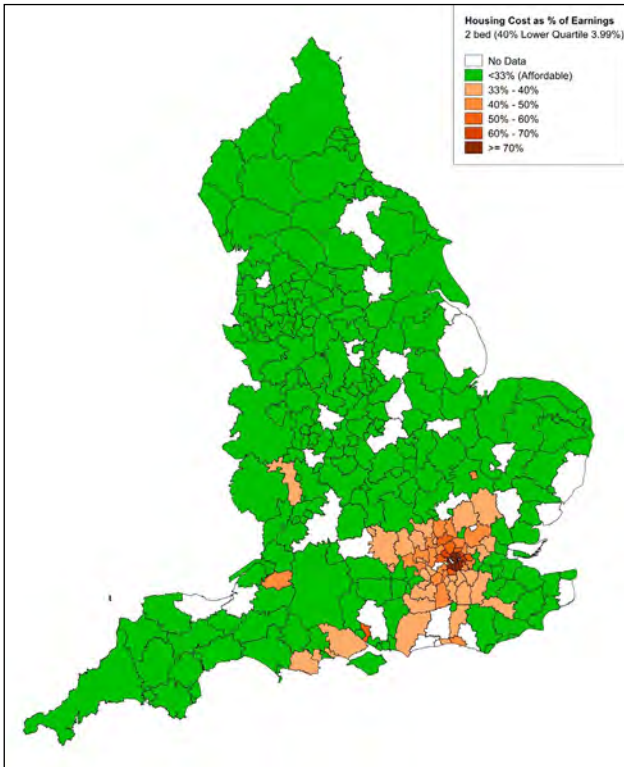 Housing Cost as % of Earnings
2 bed (40% Lower Quartile 3.99%)
No Data
<33% (Affordable)
33% - 40%
40% - 50%
50% - 60%
60% - 70%
>= 70%